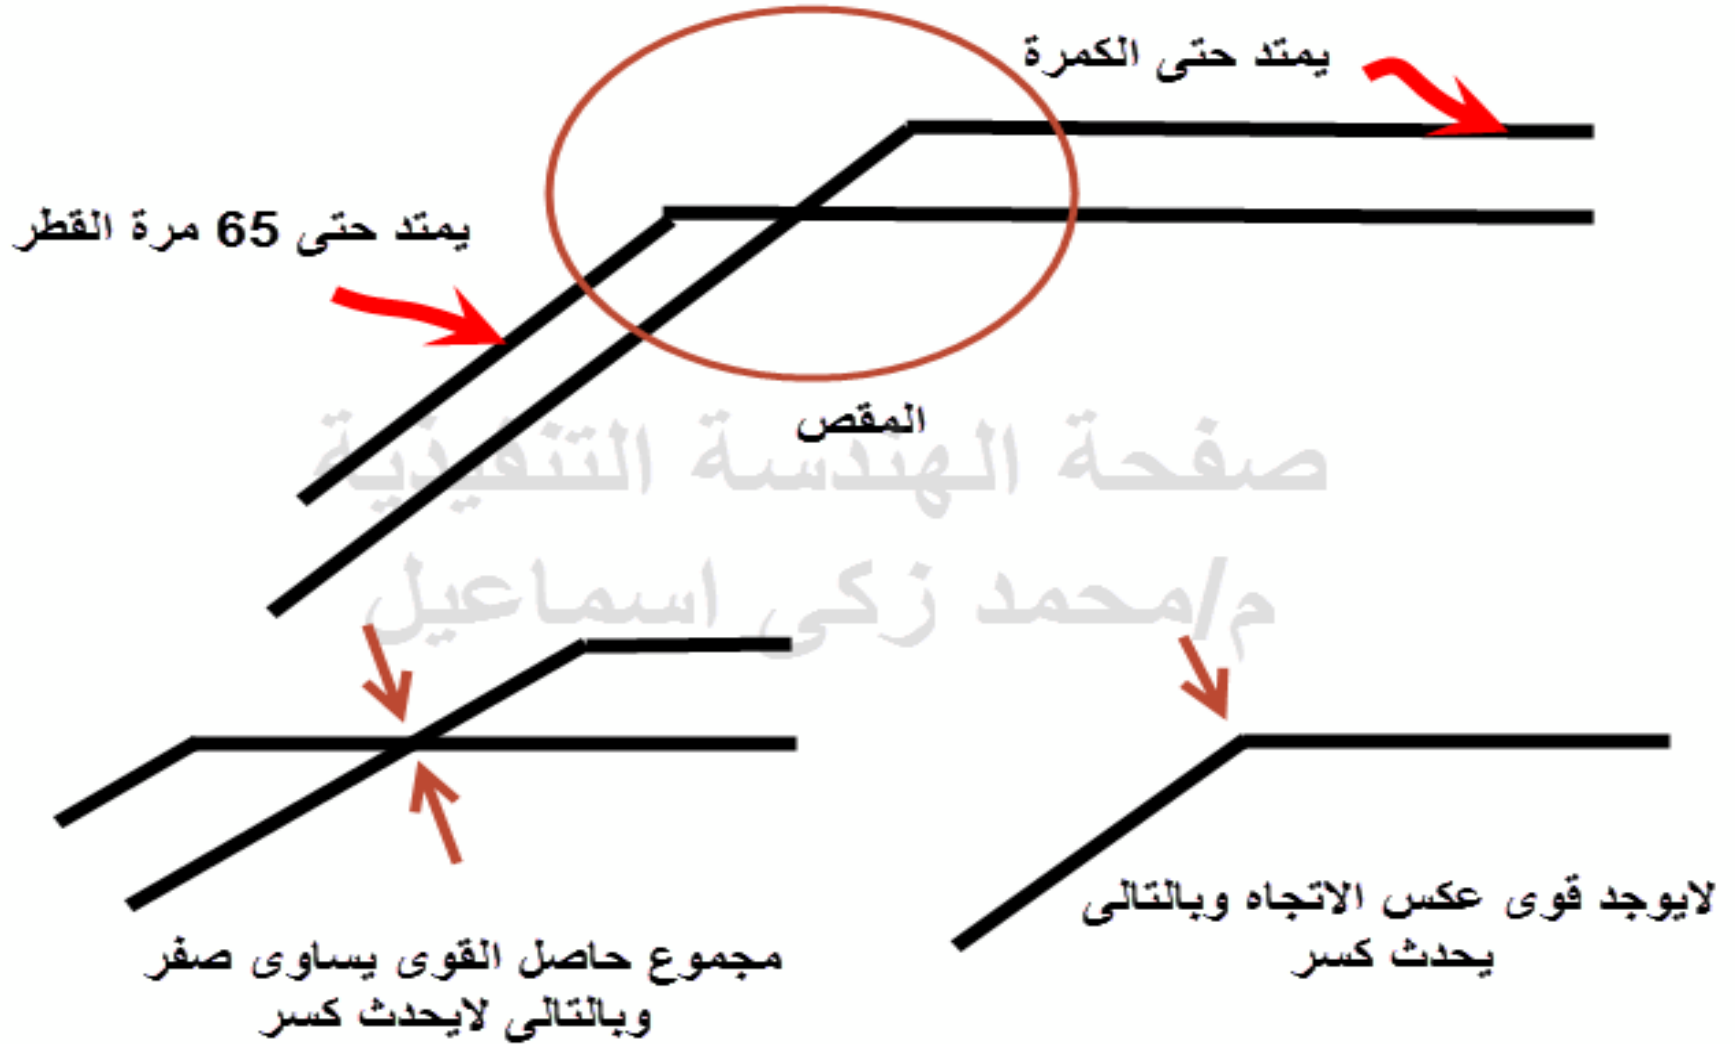 يمتد حتى الكمرة
يمتد حتى 65 مرة القطر
المقص
صفحة الهندسة التنفيذية
م/محمد زكى اسماعيل
لايوجد قوى عكس الاتجاه وبالتالى
يحدث كسر
مجموع حاصل القوى يساوى صفر
وبالتالى لايحدث كسر